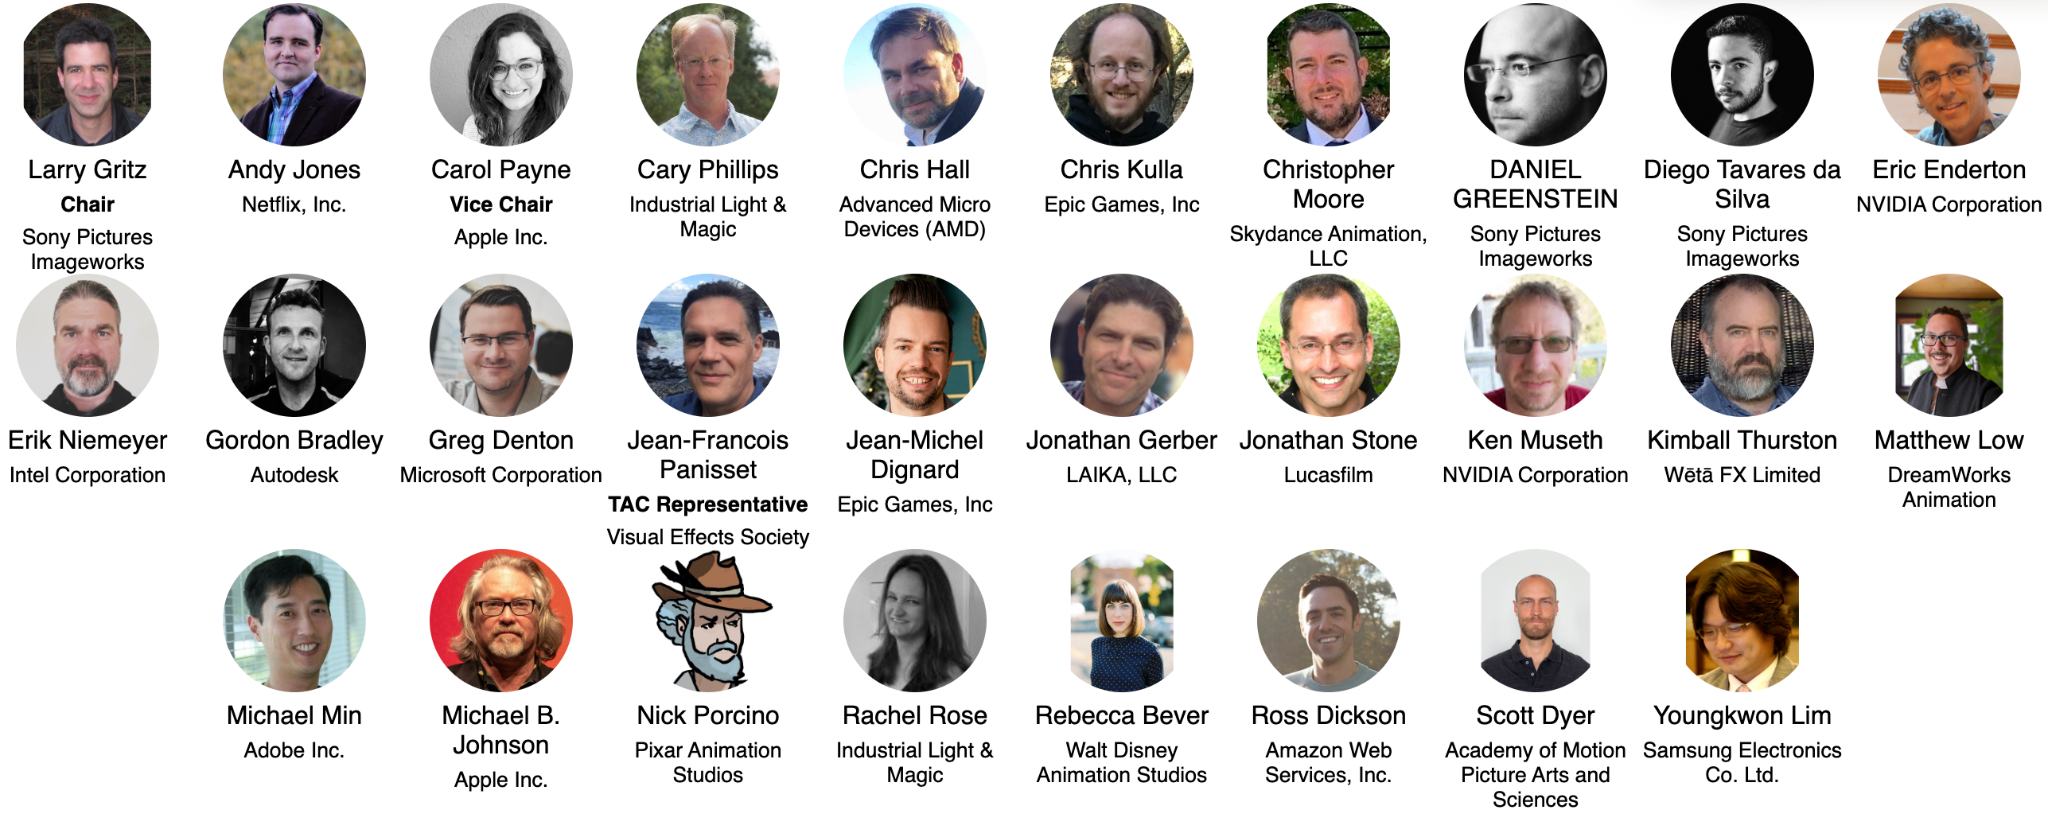 Larry Gritz
Chair
Sony Pictures
Imageworks
Andy Jones
Netflix, Inc.
Carol Payne
Vice Chair
Apple Inc.
Cary Phillips
Industrial Light &
Magic
Chris Hall
Advanced Micro
Devices (AMD)
Chris Kulla
Epic Games, Inc
Christopher
Moore
Skydance Animation,
LLC
DANIEL
GREENSTEIN
Sony Pictures
Imageworks
Diego Tavares da
Silva
Sony Pictures
Imageworks
Eric Enderton
NVIDIA Corporation
Erik Niemeyer
Intel Corporation
Gordon Bradley
Autodesk
Greg Denton
Microsoft Corporation
Jean-Francois
Panisset
TAC Representative
Visual Effects Society
Jean-Michel
Dignard
Epic Games, Inc
Jonathan Gerber
LAIKA, LLC
Jonathan Stone
Lucasfilm
Ken Museth
NVIDIA Corporation
Kimball Thurston
Wētā FX Limited
Matthew Low
DreamWorks
Animation
Michael Min
Adobe Inc.
Michael B.
Johnson
Apple Inc.
Nick Porcino
Pixar Animation
Studios
Rachel Rose
Industrial Light &
Magic
Rebecca Bever
Walt Disney
Animation Studios
Ross Dickson
Amazon Web
Services, Inc.
Scott Dyer
Academy of Motion
Picture Arts and
Sciences
Youngkwon Lim
Samsung Electronics
Co. Ltd.